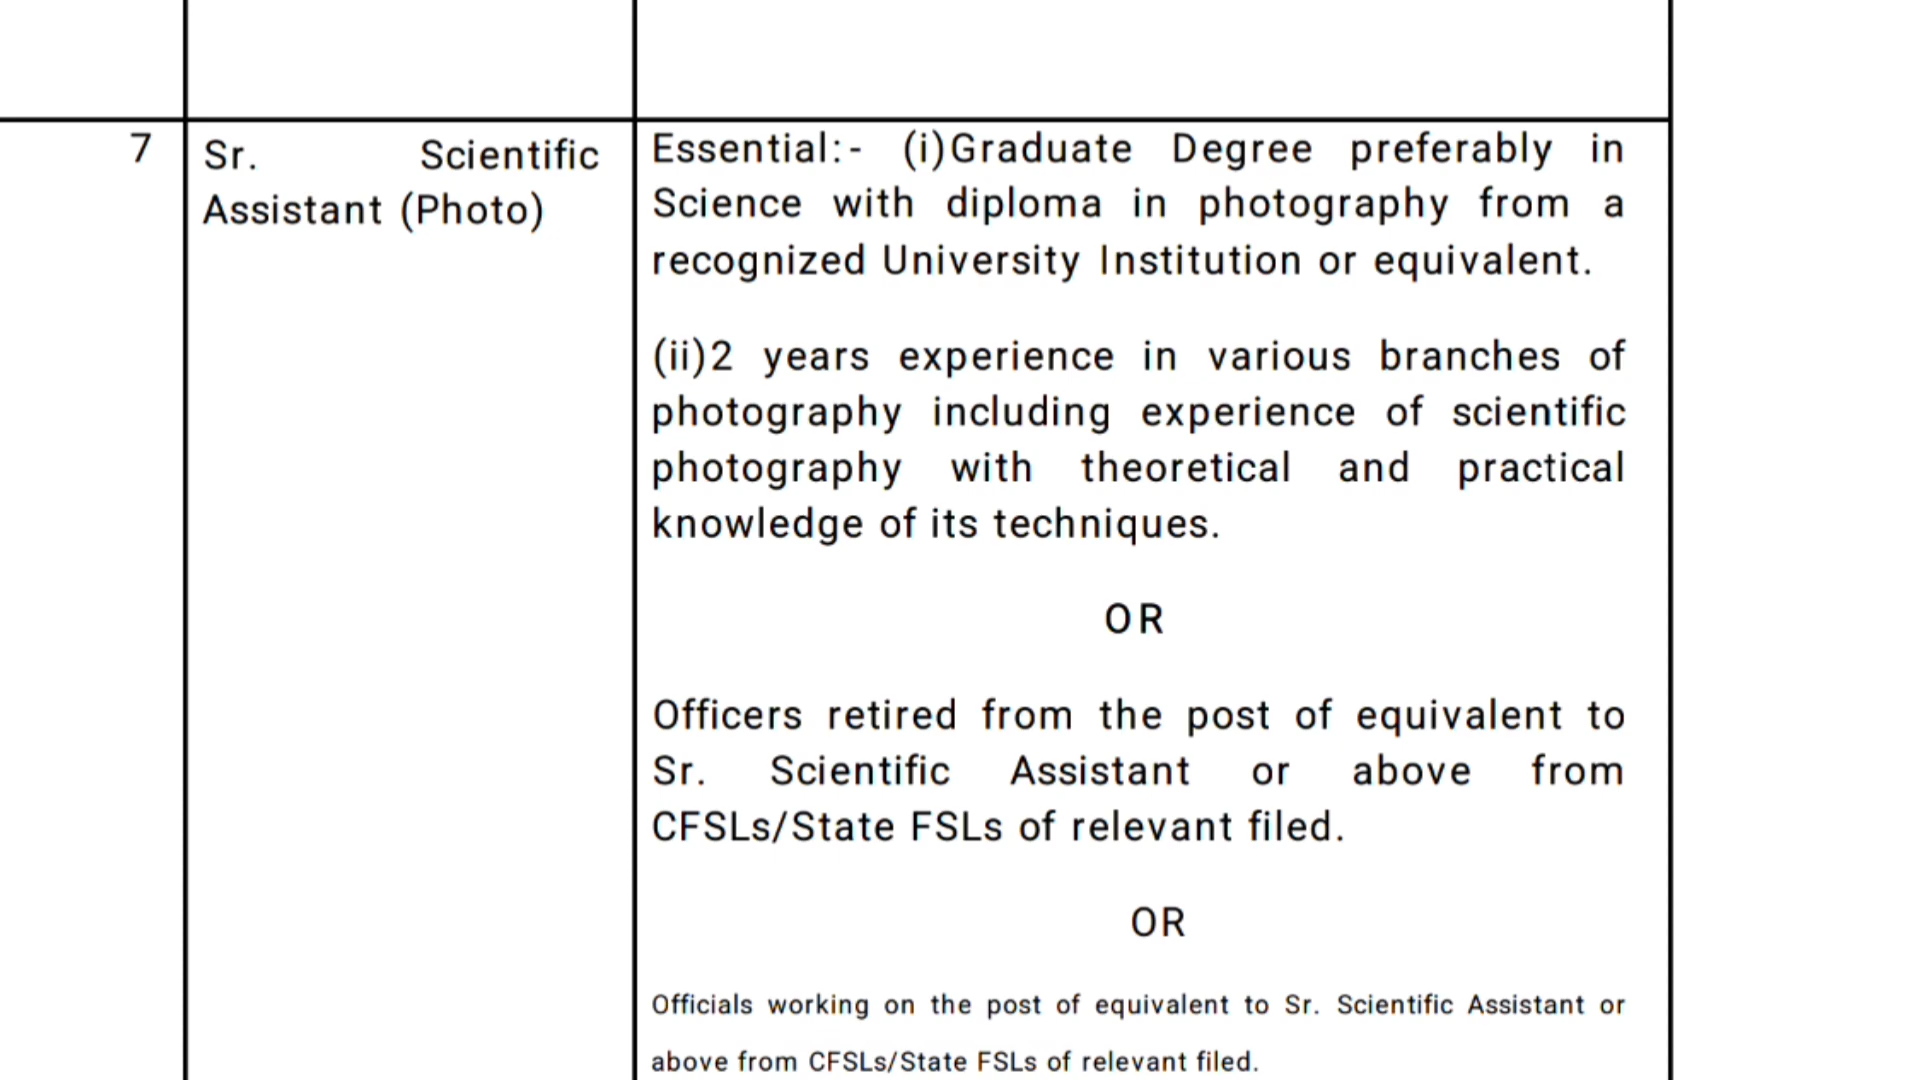 7
Sr. Scientific
Assistant (Photo)
Essential:- (i)Graduate Degree preferably in
Science with diploma in photography from a
recognized University Institution or equivalent.
(ii)2 years experience in various branches of
photography including experience of scientific
photography with theoretical and practical
knowledge of its techniques.
OR
Officers retired from the post of equivalent to
Sr. Scientific Assistant or above from
CFSLs/State FSLs of relevant filed.
OR
Officials working on the post of equivalent to Sr. Scientific Assistant or
above from CFSLs/State FSLs of relevant filed.